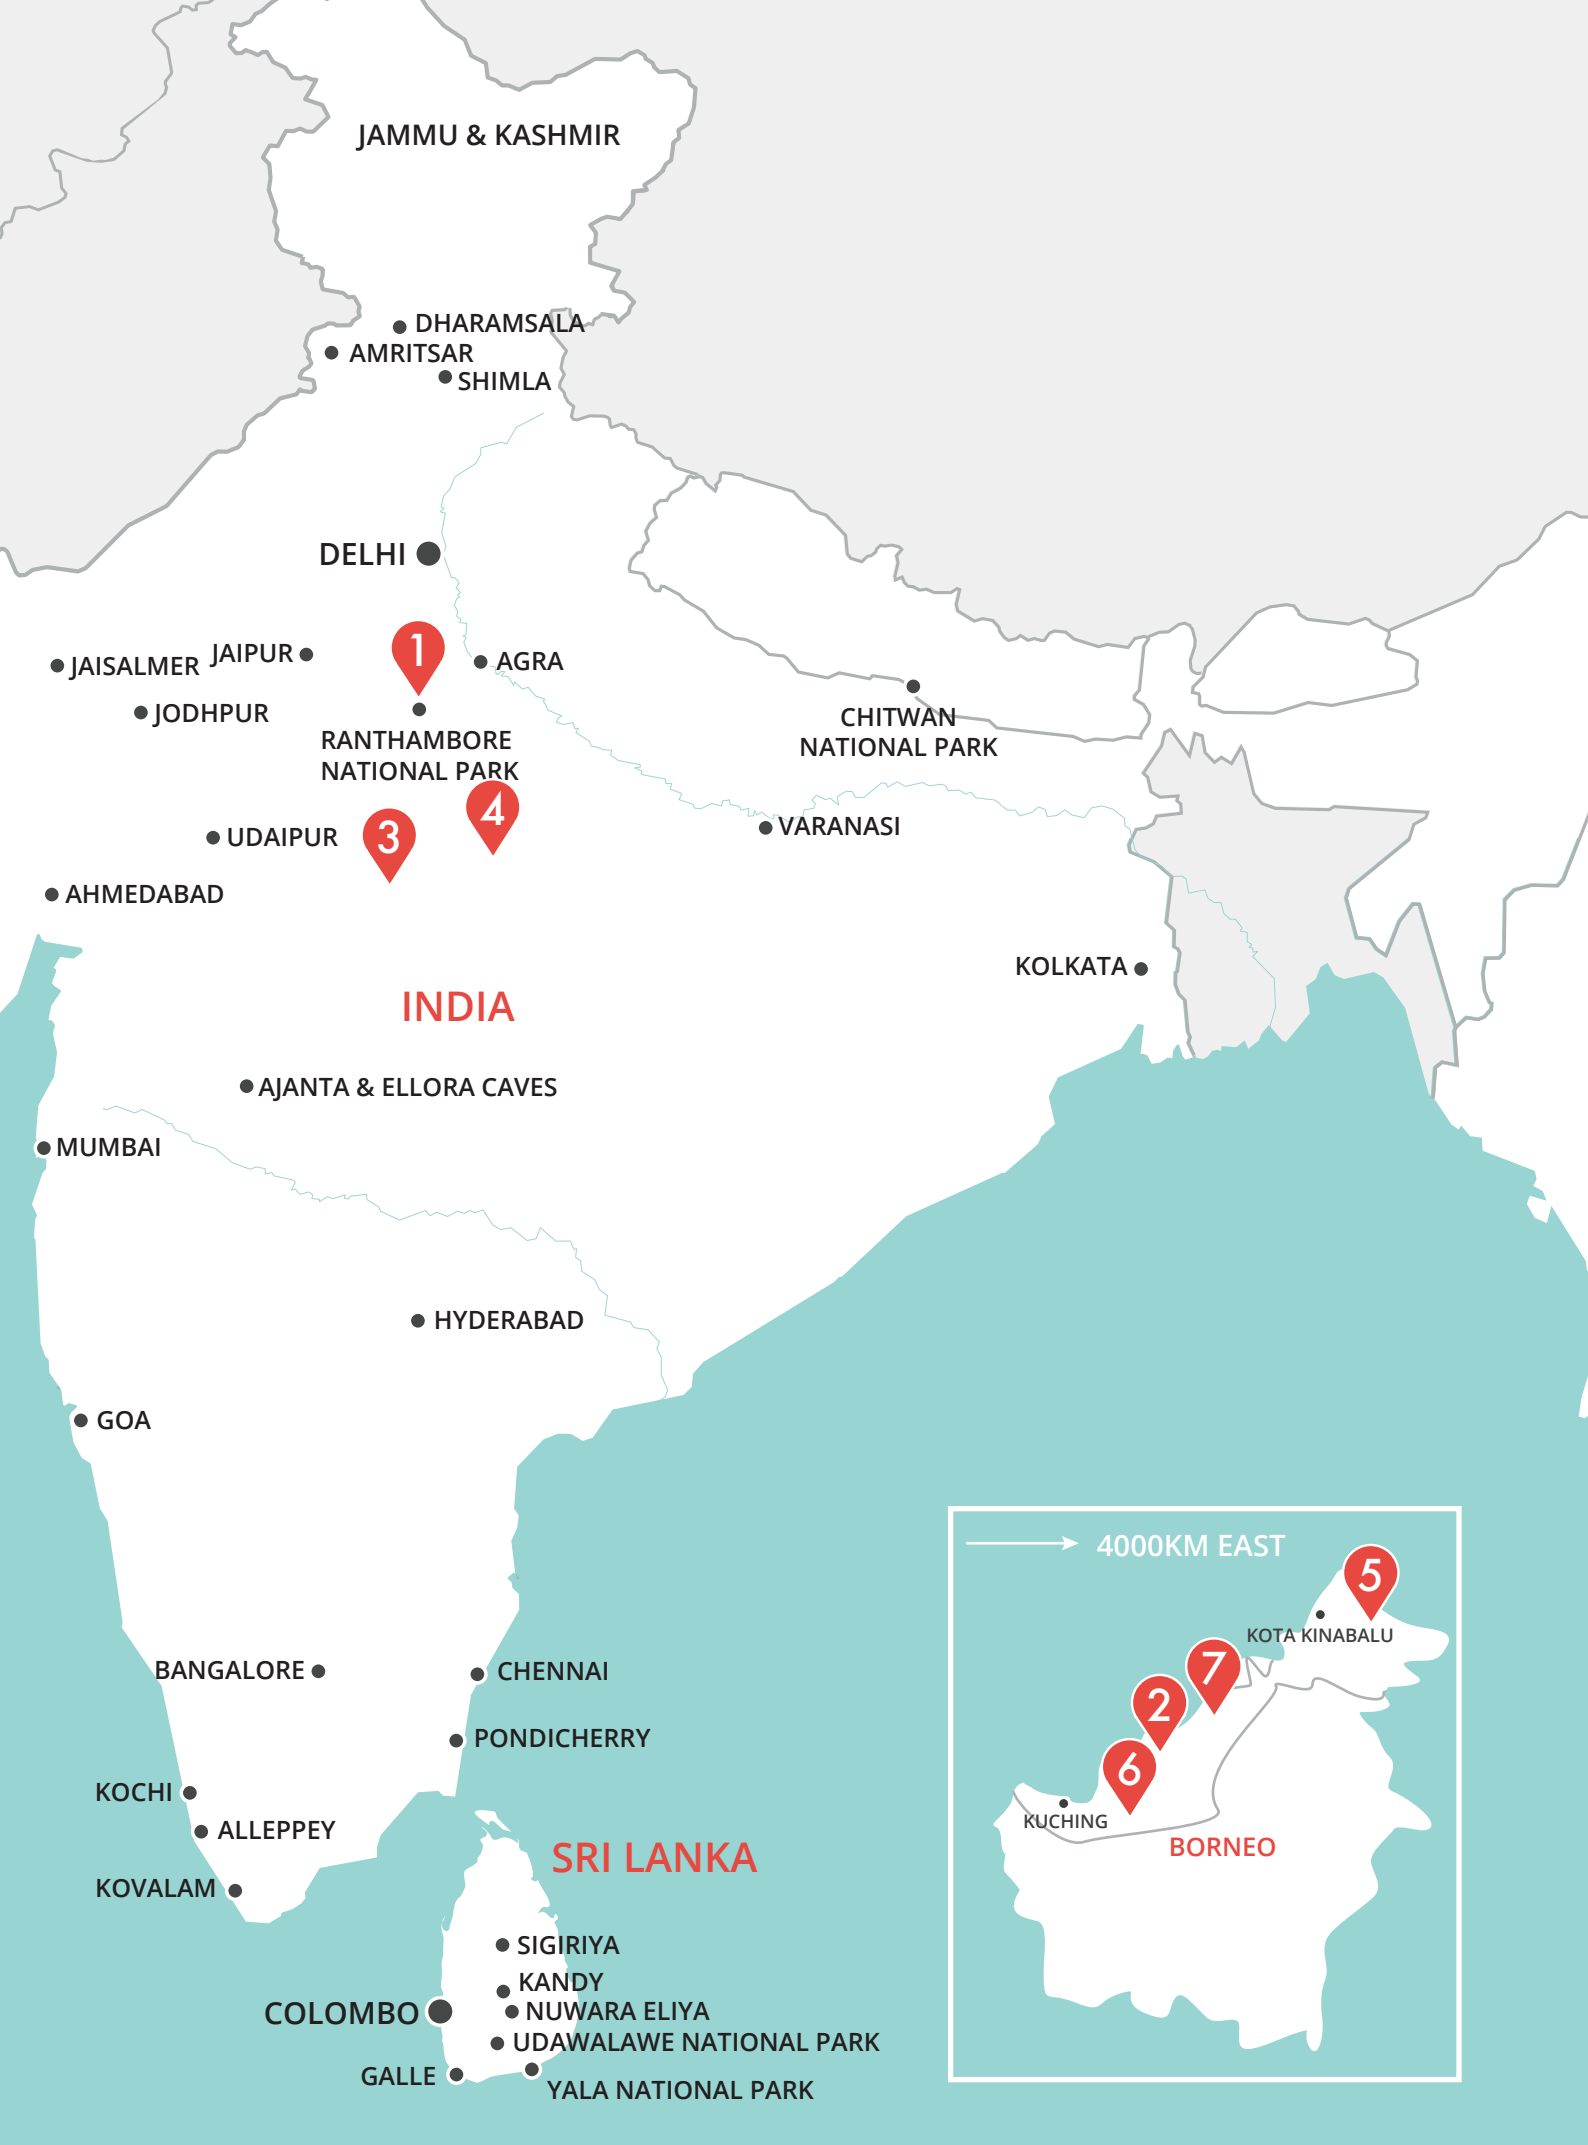 JAMMU & KASHMIR
DHARAMSALA
AMRITSAR
SHIMLA
DELHI
1
JAISALMER
JAIPUR
AGRA
JODHPUR
RANTHAMBORE
NATIONAL PARK
CHITWAN
NATIONAL PARK
4
3
UDAIPUR
VARANASI
AHMEDABAD
KOLKATA
INDIA
AJANTA & ELLORA CAVES
MUMBAI
HYDERABAD
GOA
BANGALORE
CHENNAI
PONDICHERRY
KOCHI
ALLEPPEY
KOVALAM
SRI LANKA
SIGIRIYA
KANDY
COLOMBO
NUWARA ELIYA
UDAWALAWE NATIONAL PARK
GALLE
YALA NATIONAL PARK
4000KM EAST
5
KOTA KINABALU
7
2
6
KUCHING
BORNEO